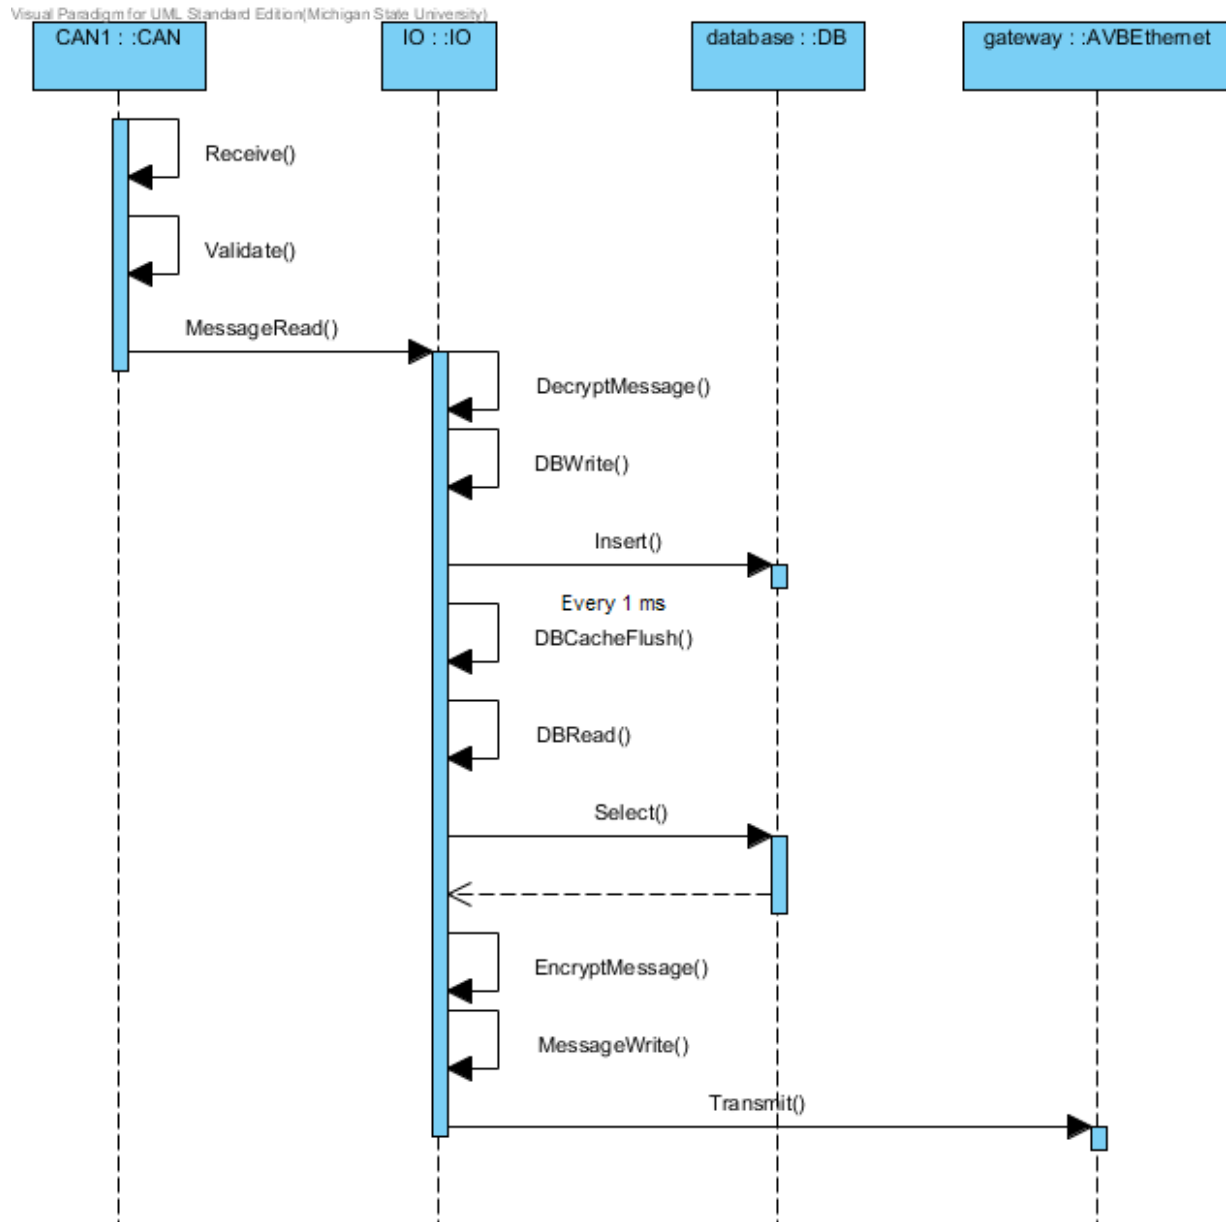 Visual Paradigm for UML Standard Edition(Michigan State University)
CAN1 : :CAN
IO : :IO
database : :DB
gateway : :AVBEthernet
Receive()
Validate()
MessageRead()
DecryptMessage()
DBWrite()
Insert()
Every 1 ms
DBCacheFlush()
DBRead()
Select()
EncryptMessage()
MessageWrite()
Transmit()